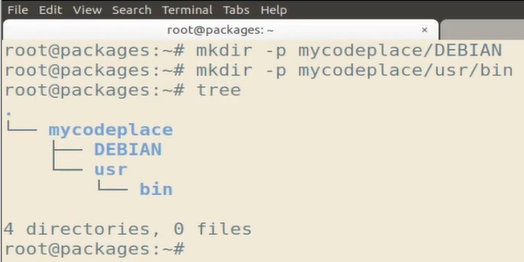 File Edit View Search Terminal Tabs Help
root@packages: ~ ×
root@packages:~# mkdir -p mycodeplace/DEBIAN
root@packages:~# mkdir -p mycodeplace/usr/bin
root@packages:~# tree
.
└── mycodeplace
    ├── DEBIAN
    └── usr
        └── bin
4 directories, 0 files
root@packages:~#